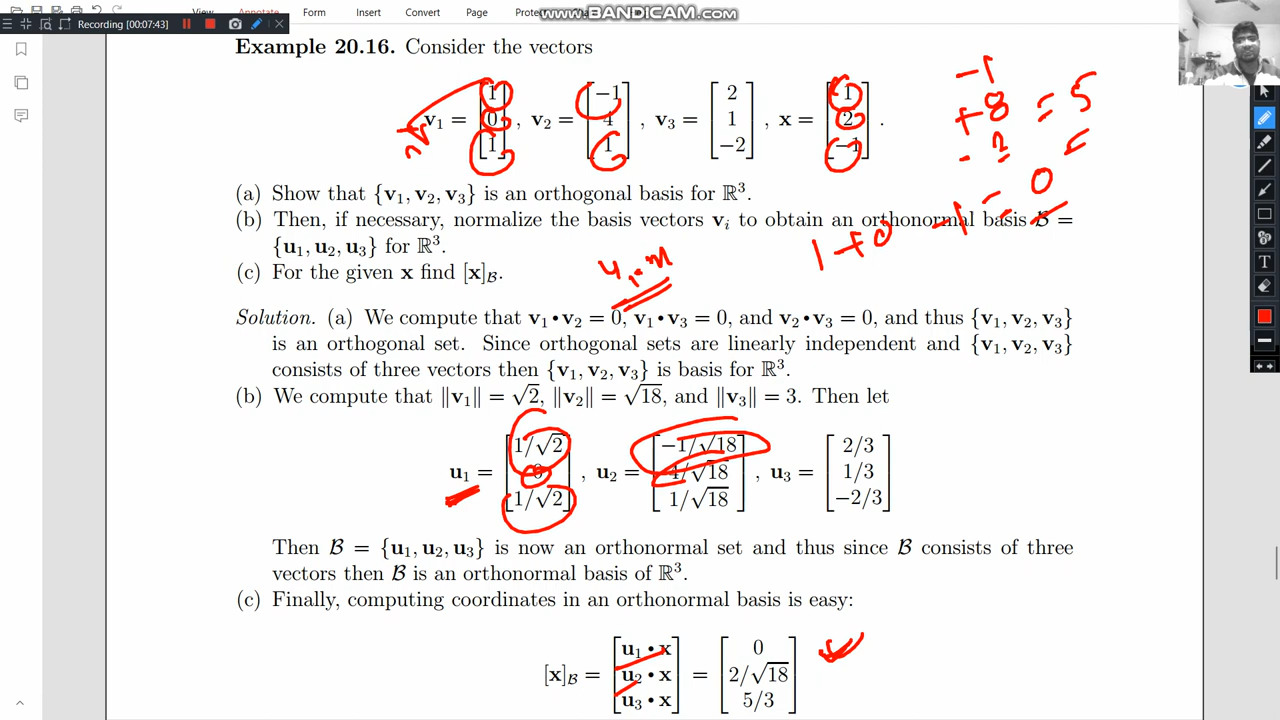 Annotate Form Insert Convert Page Prote
www.BANDICAM.com
Recording [00:07:43]
Example 20.16. Consider the vectors
v1 = [1 0 1], v2 = [−1 4 1], v3 = [2 1 −2], x = [1 2 −1].
−1
+8 = 5
0
1 + 0 − 1 =
(a) Show that {v1, v2, v3} is an orthogonal basis for ℝ³.
(b) Then, if necessary, normalize the basis vectors vi to obtain an orthonormal basis ℬ =
{u1, u2, u3} for ℝ³.
(c) For the given x find [x]ℬ.
Solution. (a) We compute that v1•v2 = 0, v1•v3 = 0, and v2•v3 = 0, and thus {v1, v2, v3}
is an orthogonal set. Since orthogonal sets are linearly independent and {v1, v2, v3}
consists of three vectors then {v1, v2, v3} is basis for ℝ³.
(b) We compute that ‖v1‖ = √2, ‖v2‖ = √18, and ‖v3‖ = 3. Then let
u1 = [1/√2 0 1/√2], u2 = [−1/√18 4/√18 1/√18], u3 = [2/3 1/3 −2/3]
Then ℬ = {u1, u2, u3} is now an orthonormal set and thus since ℬ consists of three
vectors then ℬ is an orthonormal basis of ℝ³.
(c) Finally, computing coordinates in an orthonormal basis is easy:
[x]ℬ = [u1 • x u2 • x u3 • x] = [0 2/√18 5/3]